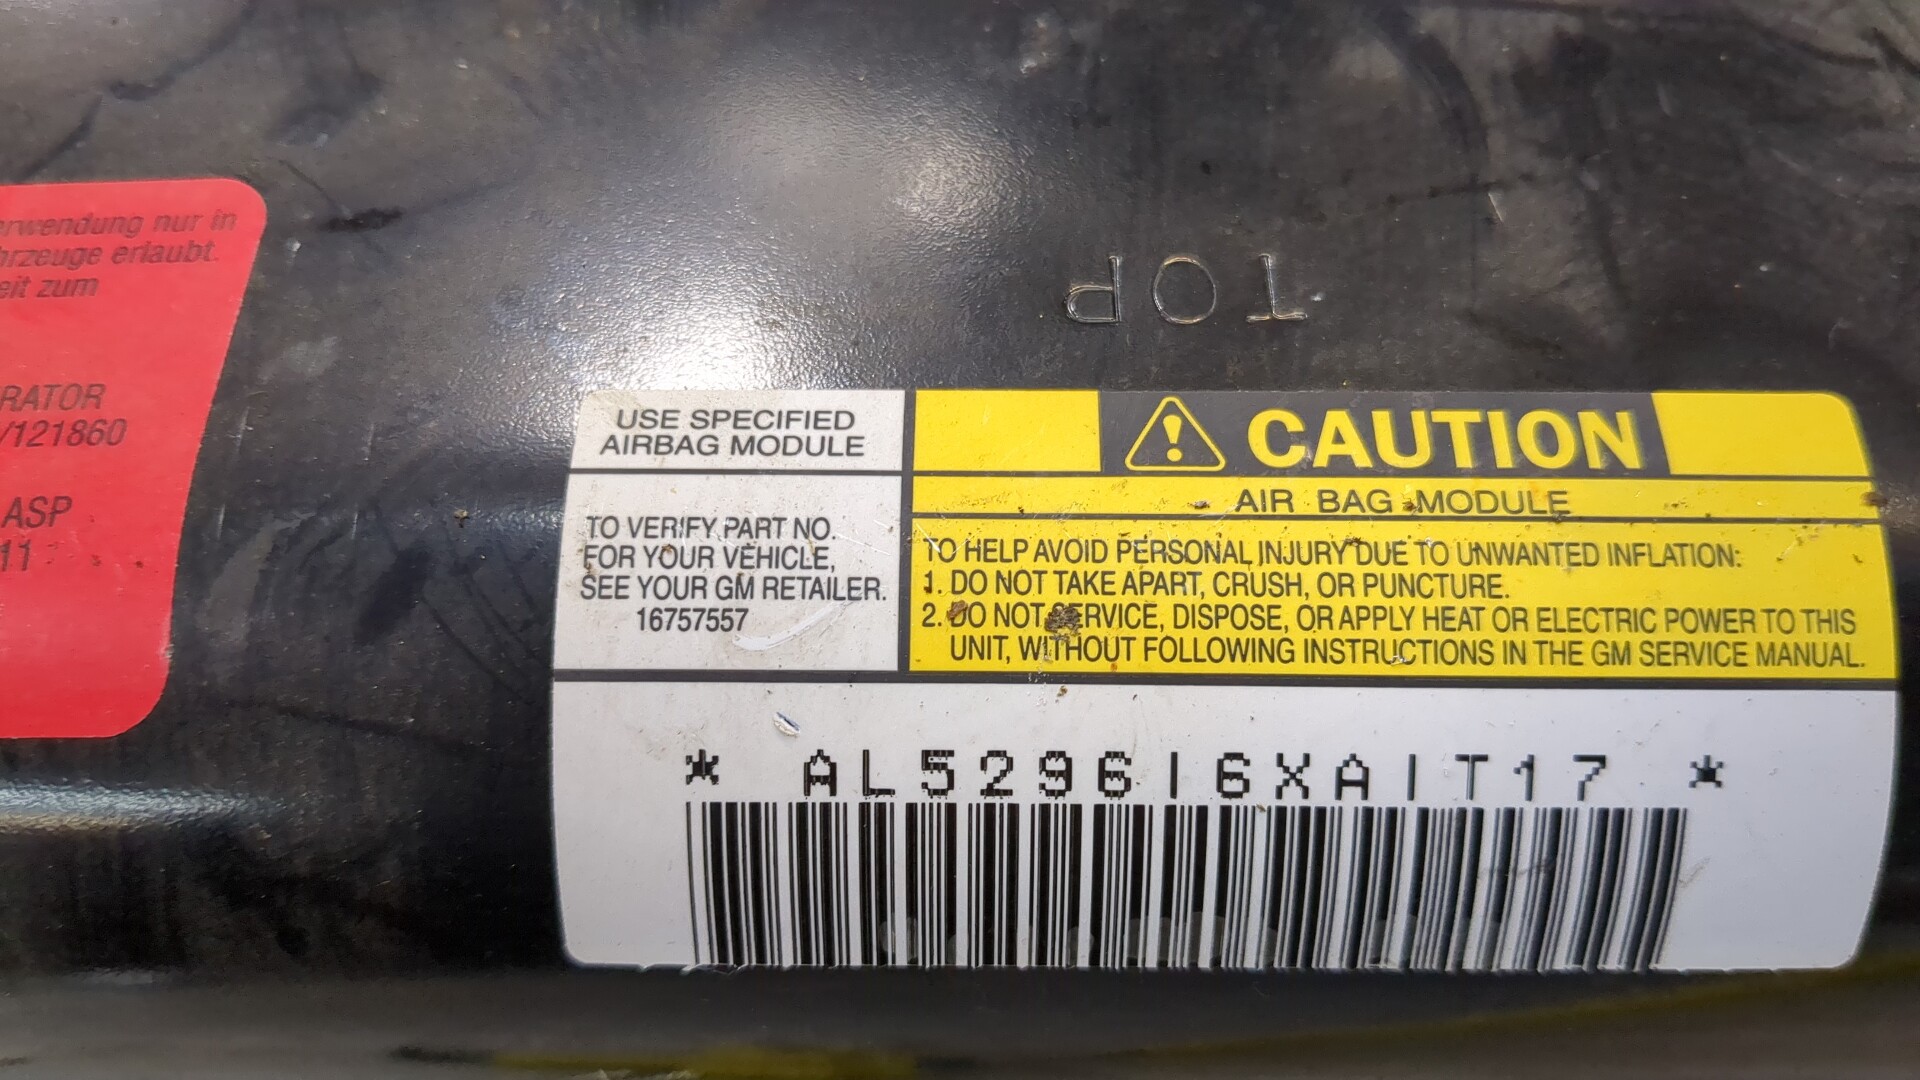 erwendung nur in
hrzeuge erlaubt.
eit zum
RATOR
/121860
ASP
11
TOP
USE SPECIFIED
AIRBAG MODULE
TO VERIFY PART NO.
FOR YOUR VEHICLE,
SEE YOUR GM RETAILER.
16757557
CAUTION
AIR BAG MODULE
TO HELP AVOID PERSONAL INJURY DUE TO UNWANTED INFLATION:
1. DO NOT TAKE APART, CRUSH, OR PUNCTURE.
2. DO NOT SERVICE, DISPOSE, OR APPLY HEAT OR ELECTRIC POWER TO THIS
UNIT, WITHOUT FOLLOWING INSTRUCTIONS IN THE GM SERVICE MANUAL.
* AL529616XA1T17 *